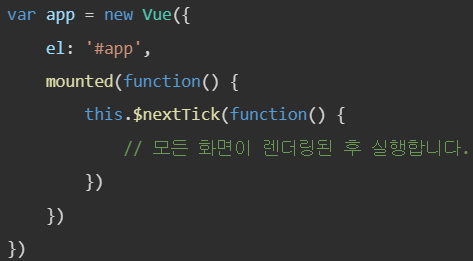 var app = new Vue({
    el: '#app',
    mounted(function() {
        this.$nextTick(function() {
            // 모든 화면이 렌더링된 후 실행합니다.
        })
    })
})